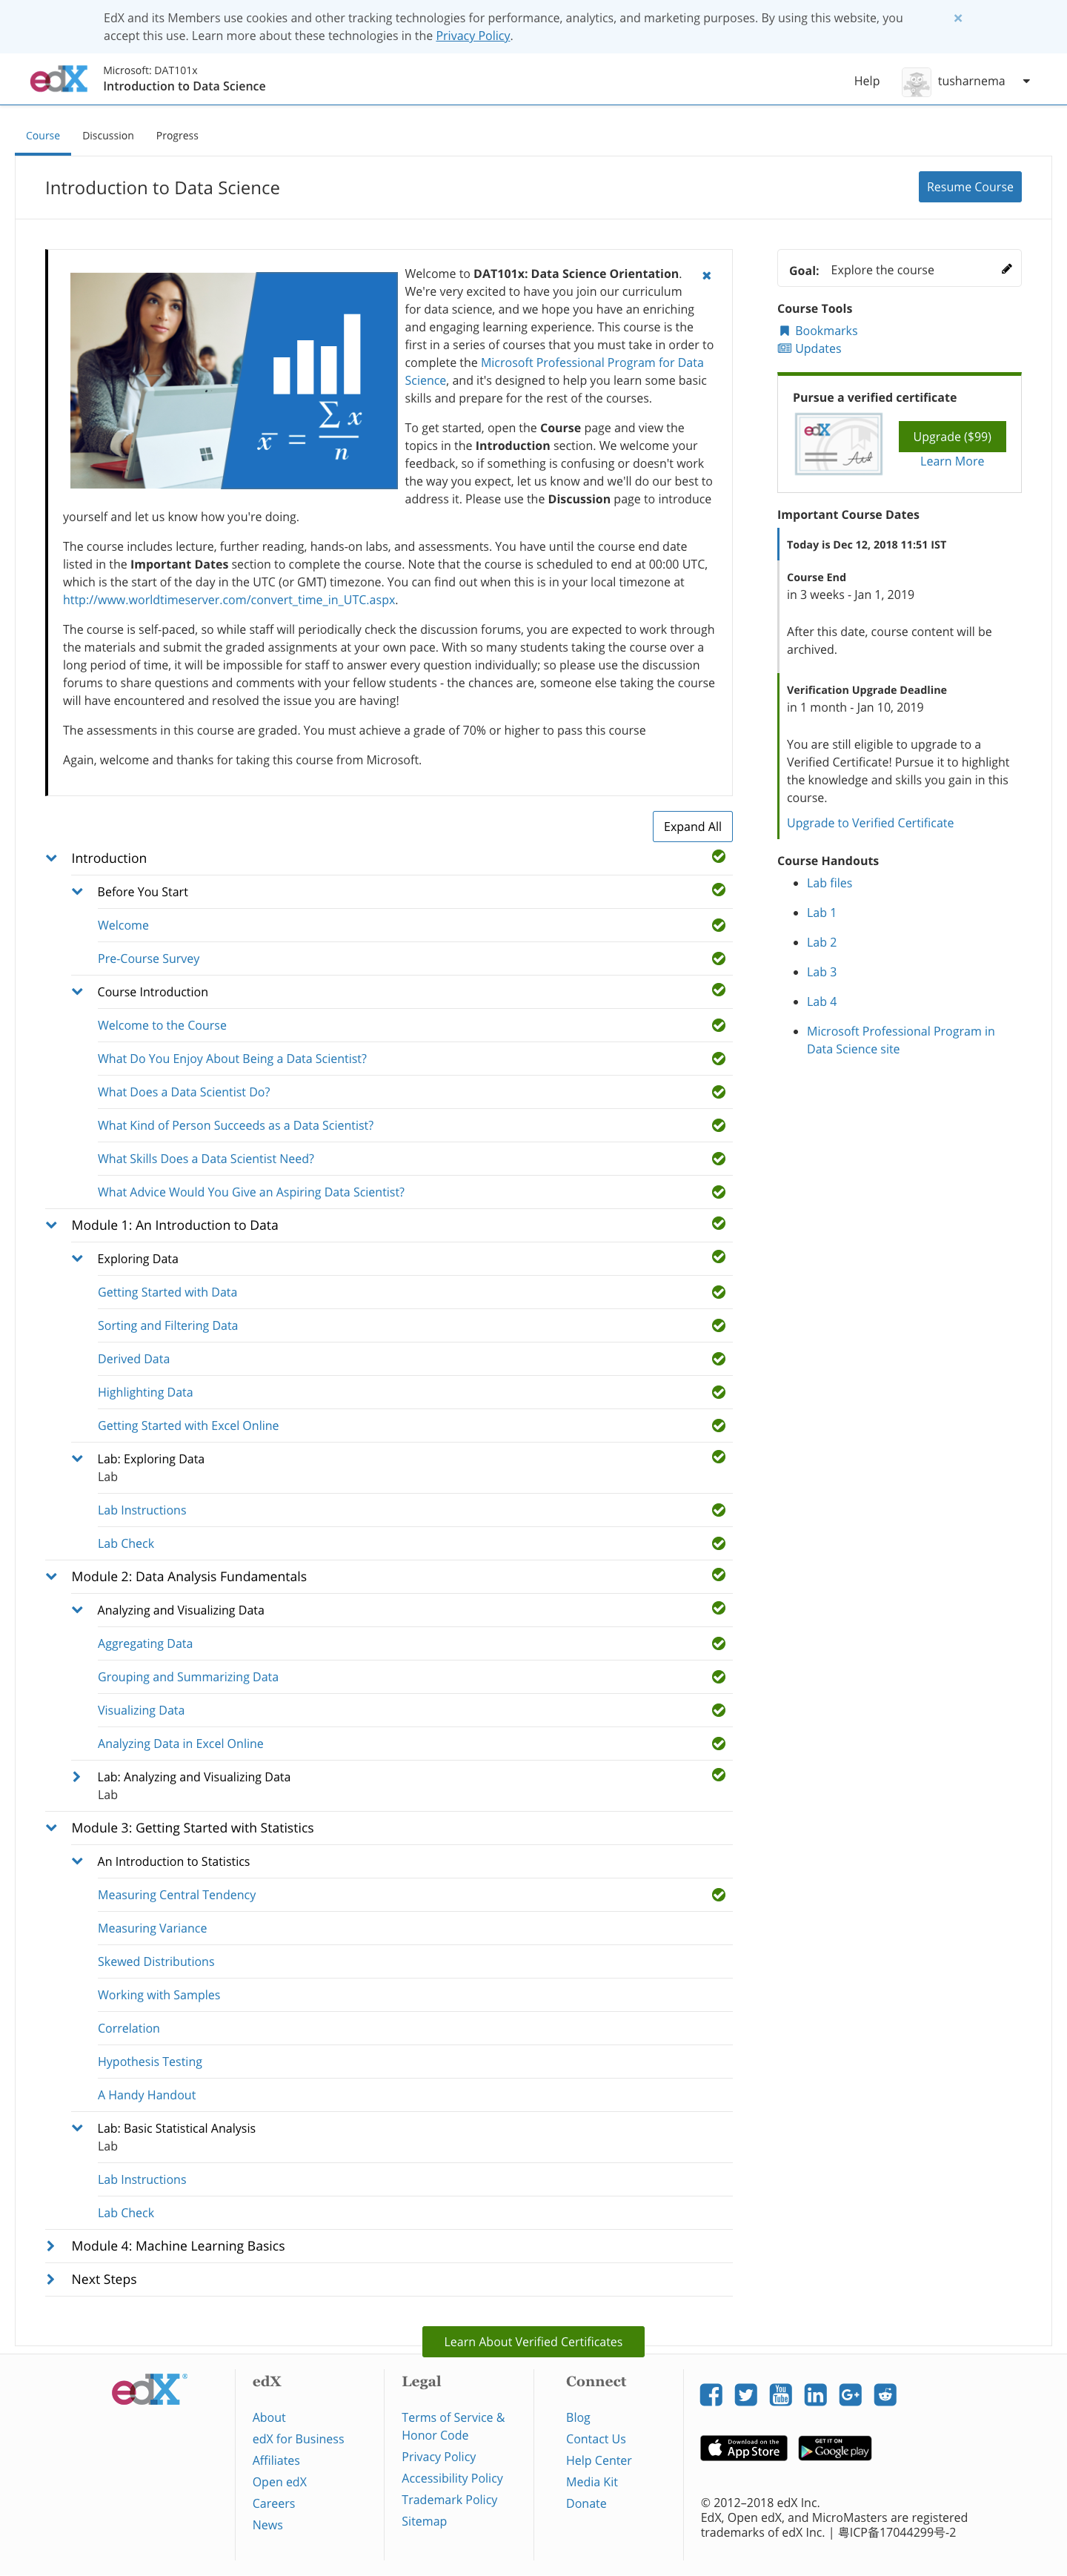 EdX and its Members use cookies and other tracking technologies for performance, analytics, and marketing purposes. By using this website, you
accept this use. Learn more about these technologies in the Privacy Policy.
×
edX
Microsoft: DAT101x
Introduction to Data Science
Help
tusharnema
Course
Discussion
Progress
Introduction to Data Science
Resume Course
x̅ = Σ x
n
Welcome to DAT101x: Data Science Orientation.
We're very excited to have you join our curriculum
for data science, and we hope you have an enriching
and engaging learning experience. This course is the
first in a series of courses that you must take in order to
complete the Microsoft Professional Program for Data
Science, and it's designed to help you learn some basic
skills and prepare for the rest of the courses.
To get started, open the Course page and view the
topics in the Introduction section. We welcome your
feedback, so if something is confusing or doesn't work
the way you expect, let us know and we'll do our best to
address it. Please use the Discussion page to introduce
yourself and let us know how you're doing.
The course includes lecture, further reading, hands-on labs, and assessments. You have until the course end date
listed in the Important Dates section to complete the course. Note that the course is scheduled to end at 00:00 UTC,
which is the start of the day in the UTC (or GMT) timezone. You can find out when this is in your local timezone at
http://www.worldtimeserver.com/convert_time_in_UTC.aspx.
The course is self-paced, so while staff will periodically check the discussion forums, you are expected to work through
the materials and submit the graded assignments at your own pace. With so many students taking the course over a
long period of time, it will be impossible for staff to answer every question individually; so please use the discussion
forums to share questions and comments with your fellow students - the chances are, someone else taking the course
will have encountered and resolved the issue you are having!
The assessments in this course are graded. You must achieve a grade of 70% or higher to pass this course
Again, welcome and thanks for taking this course from Microsoft.
Expand All
Introduction
Before You Start
Welcome
Pre-Course Survey
Course Introduction
Welcome to the Course
What Do You Enjoy About Being a Data Scientist?
What Does a Data Scientist Do?
What Kind of Person Succeeds as a Data Scientist?
What Skills Does a Data Scientist Need?
What Advice Would You Give an Aspiring Data Scientist?
Module 1: An Introduction to Data
Exploring Data
Getting Started with Data
Sorting and Filtering Data
Derived Data
Highlighting Data
Getting Started with Excel Online
Lab: Exploring Data
Lab
Lab Instructions
Lab Check
Module 2: Data Analysis Fundamentals
Analyzing and Visualizing Data
Aggregating Data
Grouping and Summarizing Data
Visualizing Data
Analyzing Data in Excel Online
Lab: Analyzing and Visualizing Data
Lab
Module 3: Getting Started with Statistics
An Introduction to Statistics
Measuring Central Tendency
Measuring Variance
Skewed Distributions
Working with Samples
Correlation
Hypothesis Testing
A Handy Handout
Lab: Basic Statistical Analysis
Lab
Lab Instructions
Lab Check
Module 4: Machine Learning Basics
Next Steps
Goal: Explore the course
Course Tools
Bookmarks
Updates
Pursue a verified certificate
edX
Upgrade ($99)
Learn More
Important Course Dates
Today is Dec 12, 2018 11:51 IST
Course End
in 3 weeks - Jan 1, 2019
After this date, course content will be
archived.
Verification Upgrade Deadline
in 1 month - Jan 10, 2019
You are still eligible to upgrade to a
Verified Certificate! Pursue it to highlight
the knowledge and skills you gain in this
course.
Upgrade to Verified Certificate
Course Handouts
Lab files
Lab 1
Lab 2
Lab 3
Lab 4
Microsoft Professional Program in
Data Science site
Learn About Verified Certificates
edX®
edX
About
edX for Business
Affiliates
Open edX
Careers
News
Legal
Terms of Service &
Honor Code
Privacy Policy
Accessibility Policy
Trademark Policy
Sitemap
Connect
Blog
Contact Us
Help Center
Media Kit
Donate
You
Tube
in
G+
Download on the
App Store
GET IT ON
Google play
© 2012–2018 edX Inc.
EdX, Open edX, and MicroMasters are registered
trademarks of edX Inc. | 粤ICP备17044299号-2